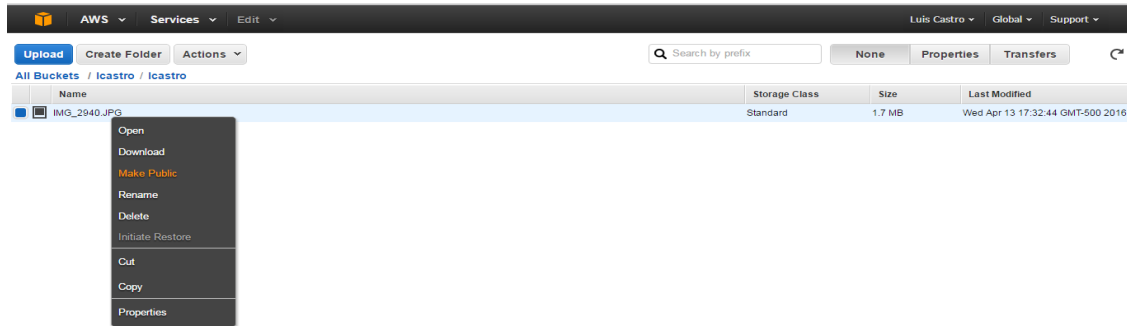 AWS Services Edit Luis Castro Global Support
Upload Create Folder Actions Search by prefix None Properties Transfers
All Buckets / lcastro / lcastro
Name Storage Class Size Last Modified
IMG_2940.JPG Standard 1.7 MB Wed Apr 13 17:32:44 GMT-500 2016
Open
Download
Make Public
Rename
Delete
Initiate Restore
Cut
Copy
Properties